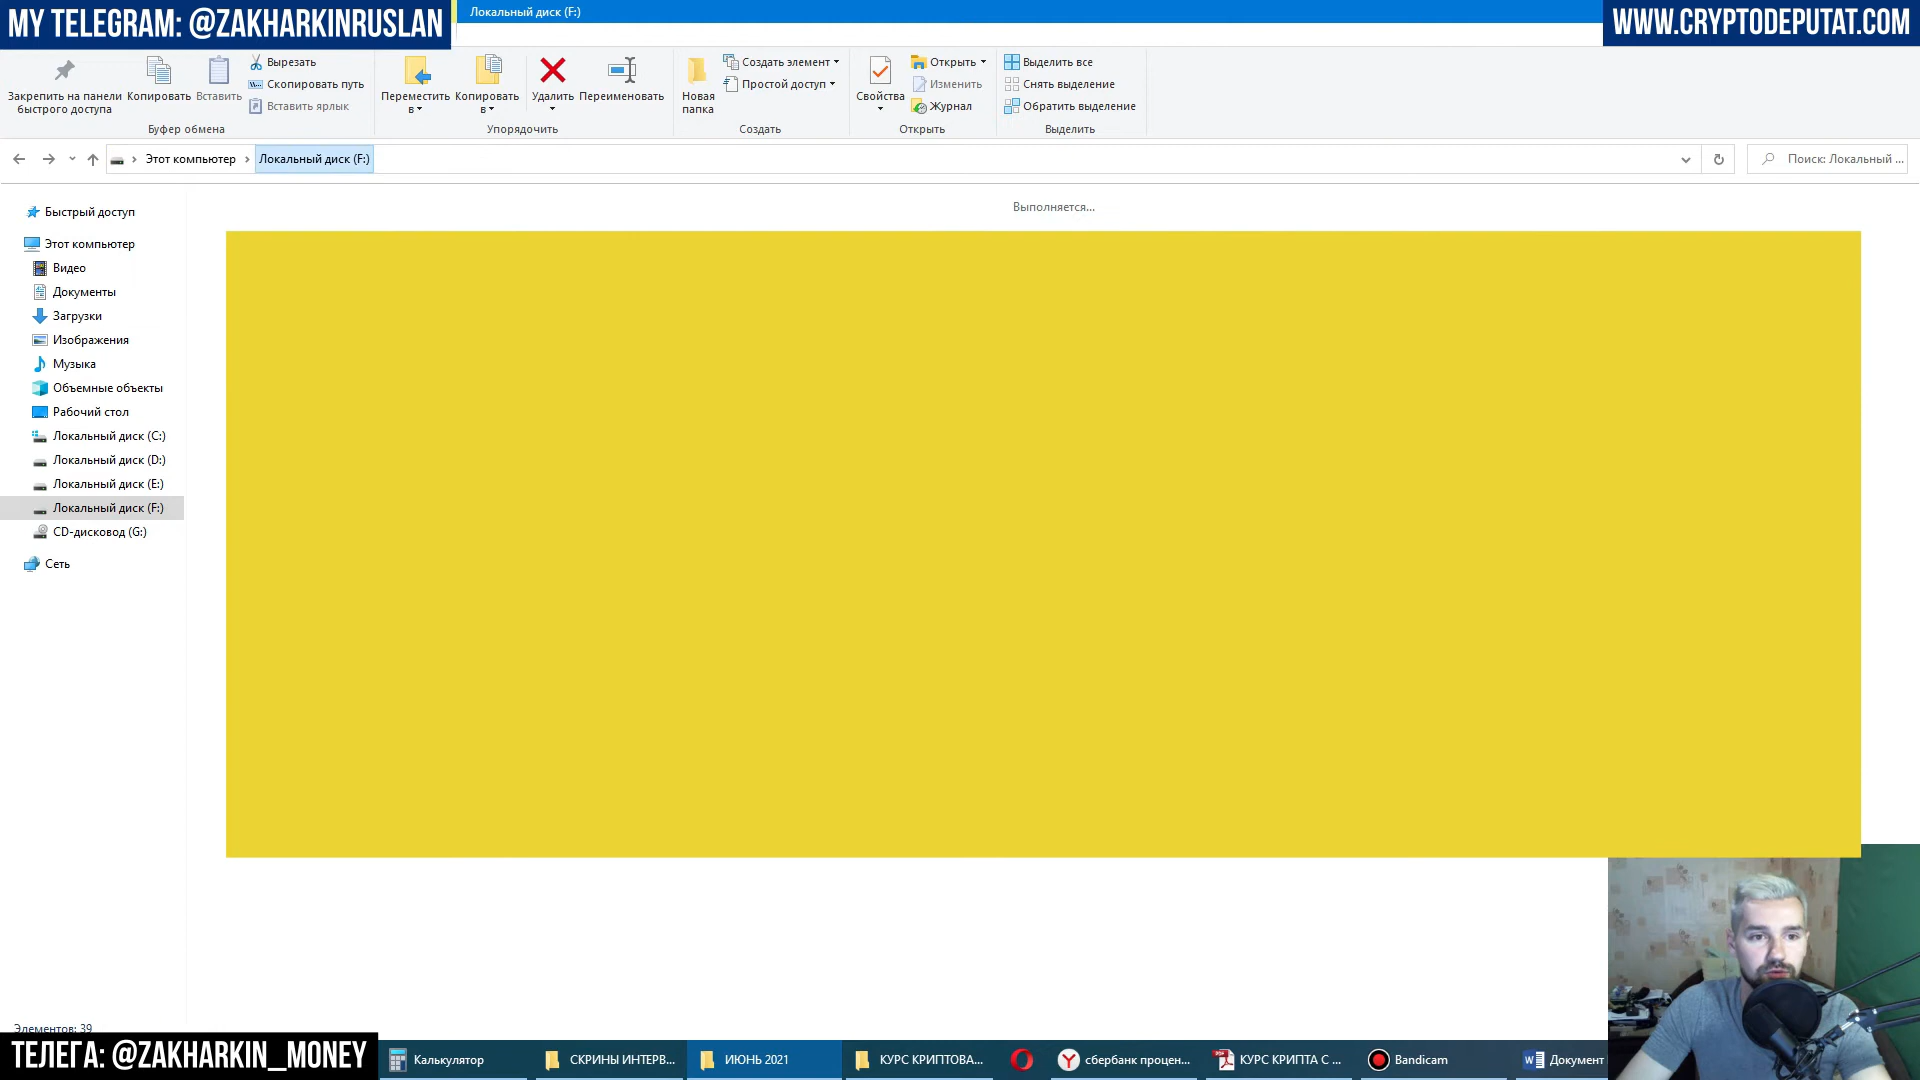 MY TELEGRAM: @ZAKHARKINRUSLAN
Локальный диск (F:)
WWW.CRYPTODEPUTAT.COM
Закрепить на панели быстрого доступа
Копировать
Вставить
Вырезать
Скопировать путь
Вставить ярлык
Буфер обмена
Переместить в
Копировать в
Удалить
Переименовать
Упорядочить
Новая папка
Создать элемент
Простой доступ
Создать
Свойства
Открыть
Изменить
Журнал
Открыть
Выделить все
Снять выделение
Обратить выделение
Выделить
Этот компьютер
Локальный диск (F:)
Поиск: Локальный ...
Выполняется...
Быстрый доступ
Этот компьютер
Видео
Документы
Загрузки
Изображения
Музыка
Объемные объекты
Рабочий стол
Локальный диск (C:)
Локальный диск (D:)
Локальный диск (E:)
Локальный диск (F:)
CD-дисковод (G:)
Сеть
Элементов: 39
ТЕЛЕГА: @ZAKHARKIN_MONEY
Калькулятор
СКРИНЫ ИНТЕРВ...
ИЮНЬ 2021
КУРС КРИПТОВА...
сбербанк процен...
КУРС КРИПТА С ...
Bandicam
Документ